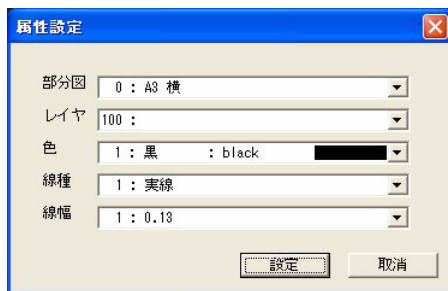 属性設定
部分図 0 : A3 横
レイヤ 100 :
色 1 : 黒 : black
線種 1 : 実線
線幅 1 : 0.13
設定 取消